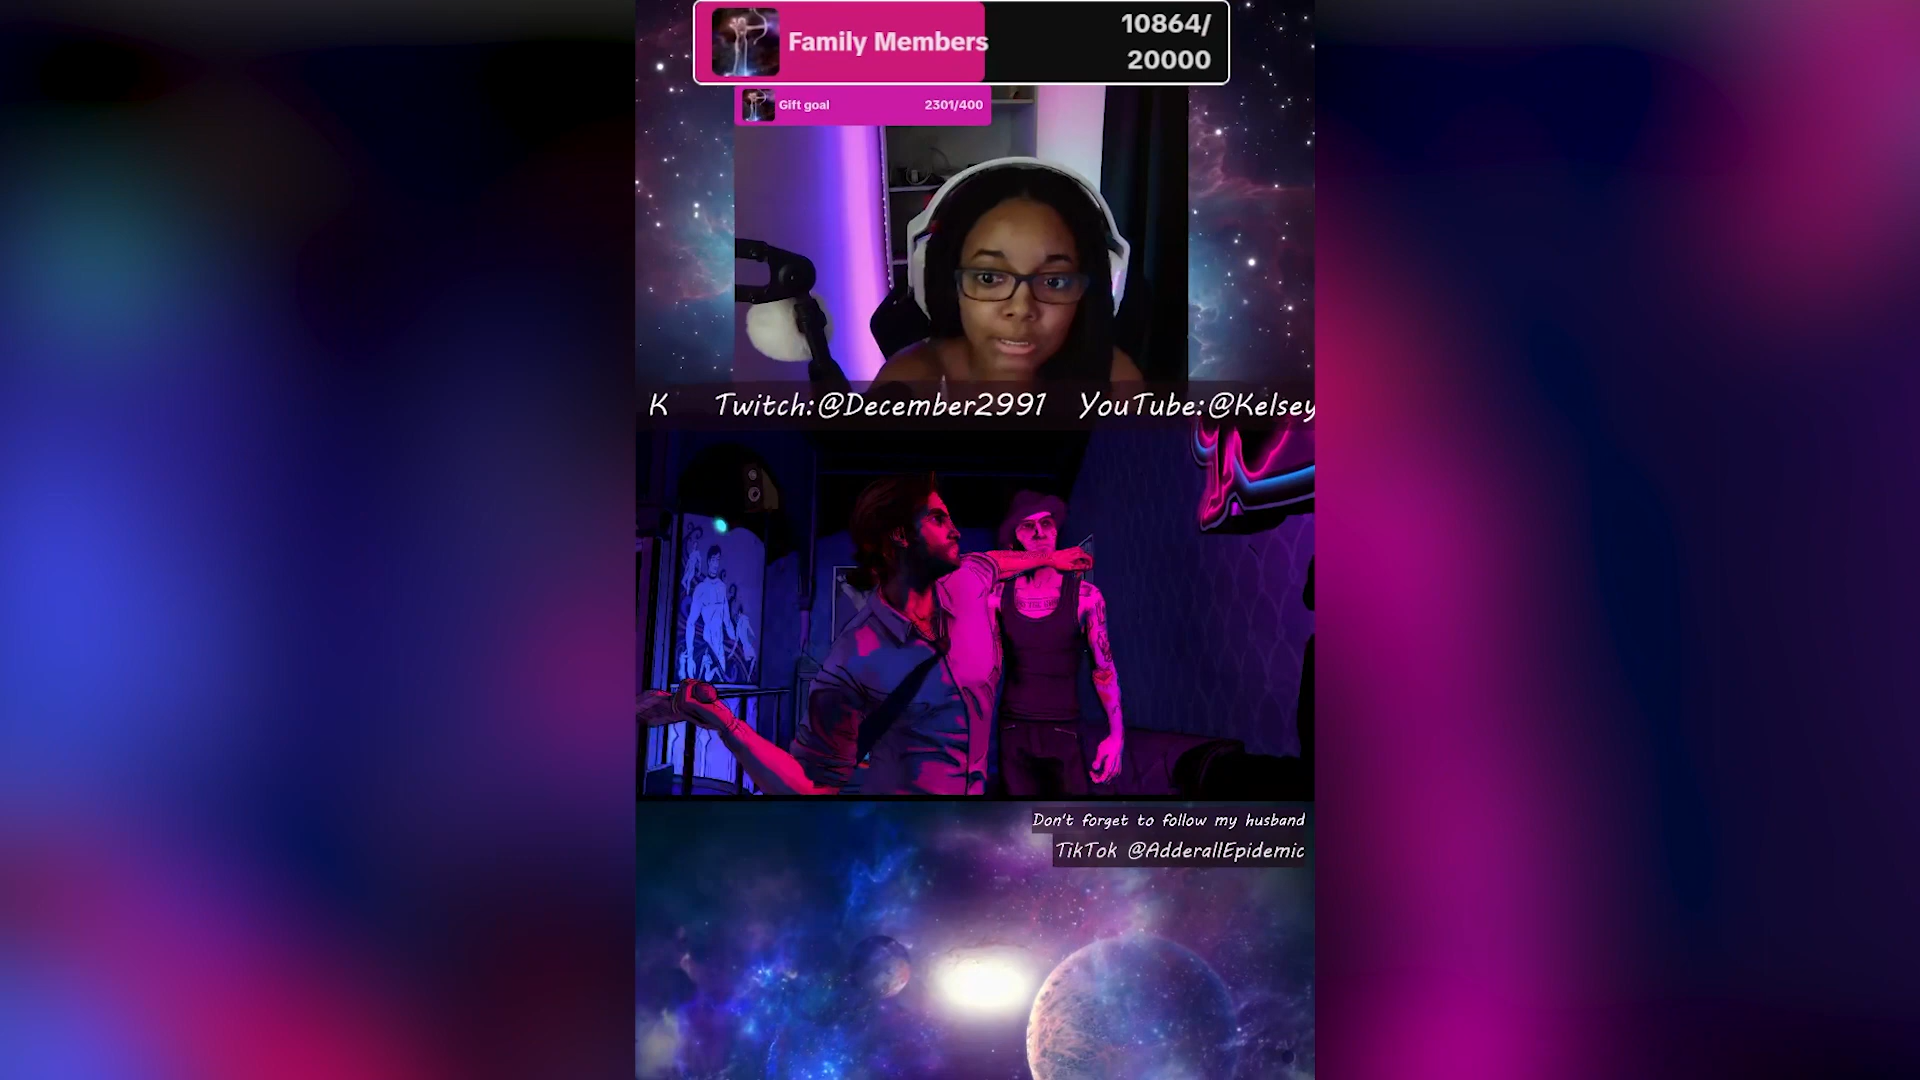 Family Members
10864/
20000
Gift goal
2301/400
K Twitch:@December2991 YouTube:@Kelsey
Don't forget to follow my husband
TikTok @AdderallEpidemic